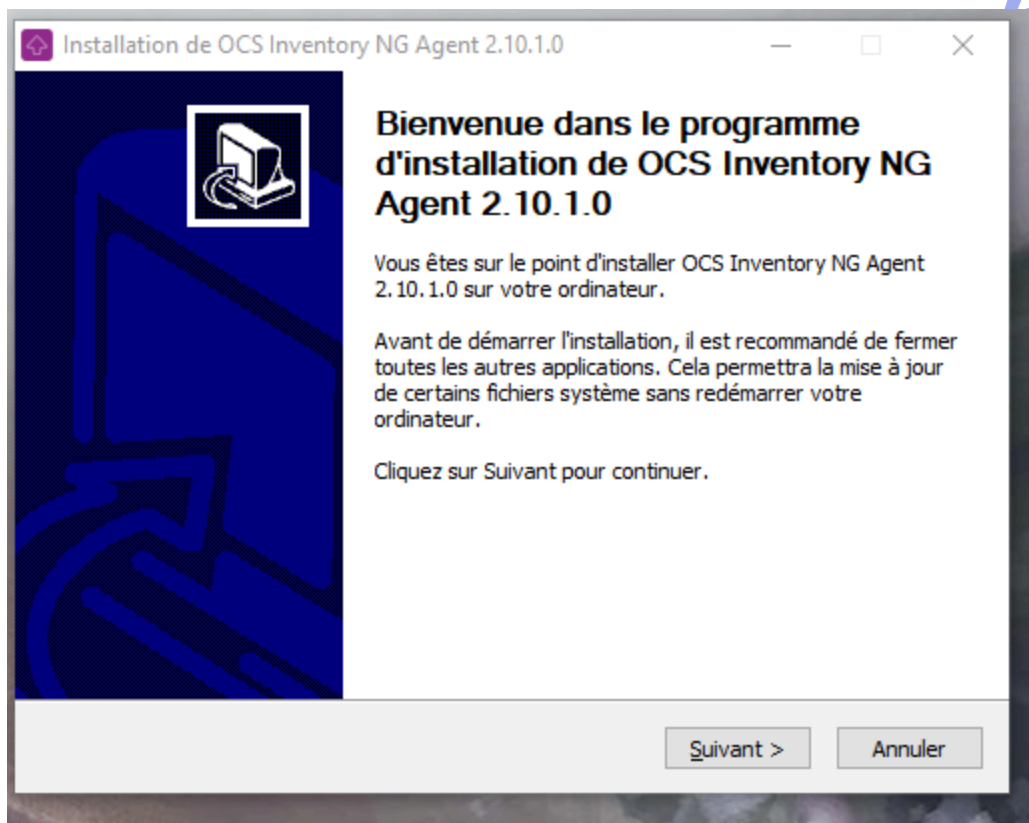 Installation de OCS Inventory NG Agent 2.10.1.0
Bienvenue dans le programme
d'installation de OCS Inventory NG
Agent 2.10.1.0
Vous êtes sur le point d'installer OCS Inventory NG Agent
2.10.1.0 sur votre ordinateur.
Avant de démarrer l'installation, il est recommandé de fermer
toutes les autres applications. Cela permettra la mise à jour
de certains fichiers système sans redémarrer votre
ordinateur.
Cliquez sur Suivant pour continuer.
Suivant >
Annuler